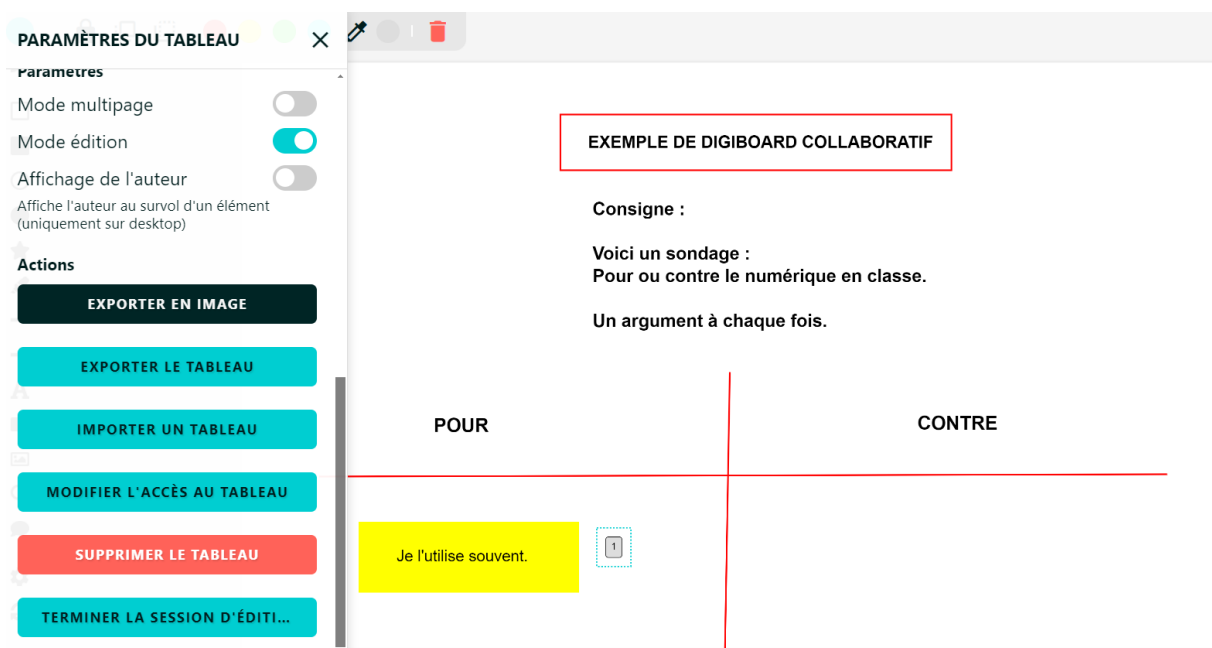 PARAMÈTRES DU TABLEAU
Paramètres
Mode multipage
Mode édition
Affichage de l'auteur
Affiche l'auteur au survol d'un élément
(uniquement sur desktop)
Actions
EXPORTER EN IMAGE
EXPORTER LE TABLEAU
IMPORTER UN TABLEAU
MODIFIER L'ACCÈS AU TABLEAU
SUPPRIMER LE TABLEAU
TERMINER LA SESSION D'ÉDITI...
EXEMPLE DE DIGIBOARD COLLABORATIF
Consigne :
Voici un sondage :
Pour ou contre le numérique en classe.
Un argument à chaque fois.
POUR
CONTRE
Je l'utilise souvent.
1